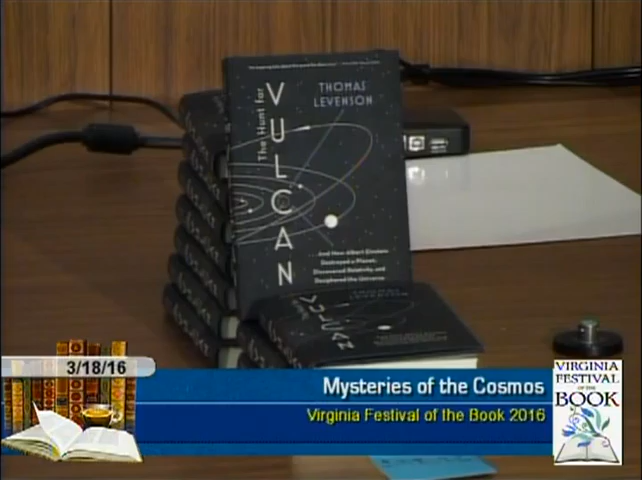 The Hunt for
VULCAN
THOMAS
LEVENSON
... And How Albert Einstein
Destroyed a Planet,
Discovered Relativity, and
Deciphered the Universe
3/18/16
Mysteries of the Cosmos
Virginia Festival of the Book 2016
VIRGINIA
FESTIVAL
OF THE
BOOK